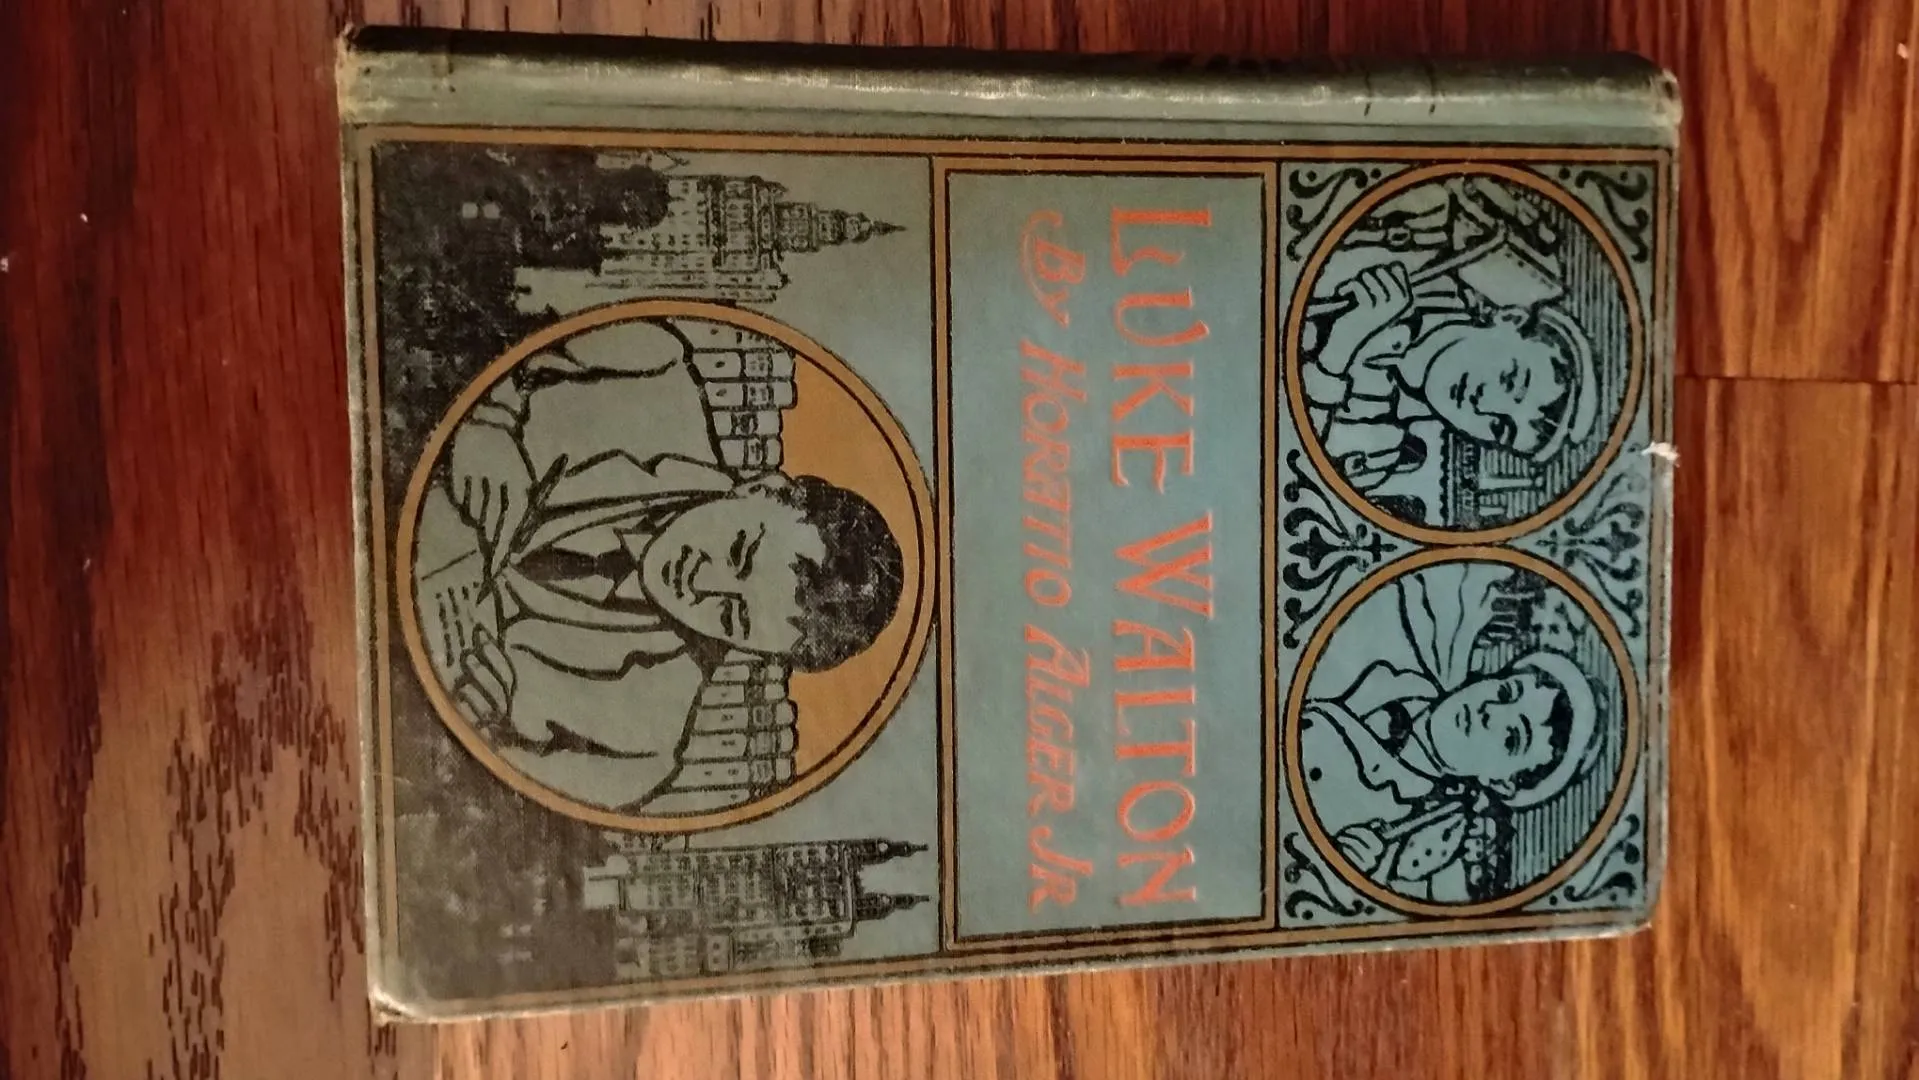 LUKE WALTON
By HORATIO ALGER JR